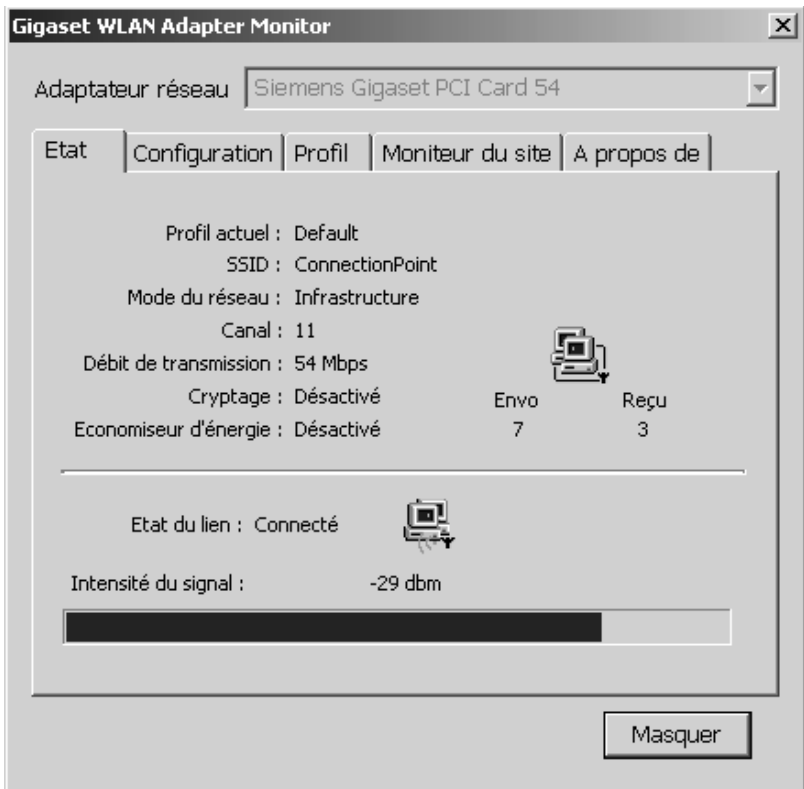 Gigaset WLAN Adapter Monitor
Adaptateur réseau Siemens Gigaset PCI Card 54
Etat Configuration Profil Moniteur du site A propos de
Profil actuel : Default
SSID : ConnectionPoint
Mode du réseau : Infrastructure
Canal : 11
Débit de transmission : 54 Mbps
Cryptage : Désactivé Envo Reçu
Economiseur d'énergie : Désactivé 7 3
Etat du lien : Connecté
Intensité du signal : -29 dbm
Masquer